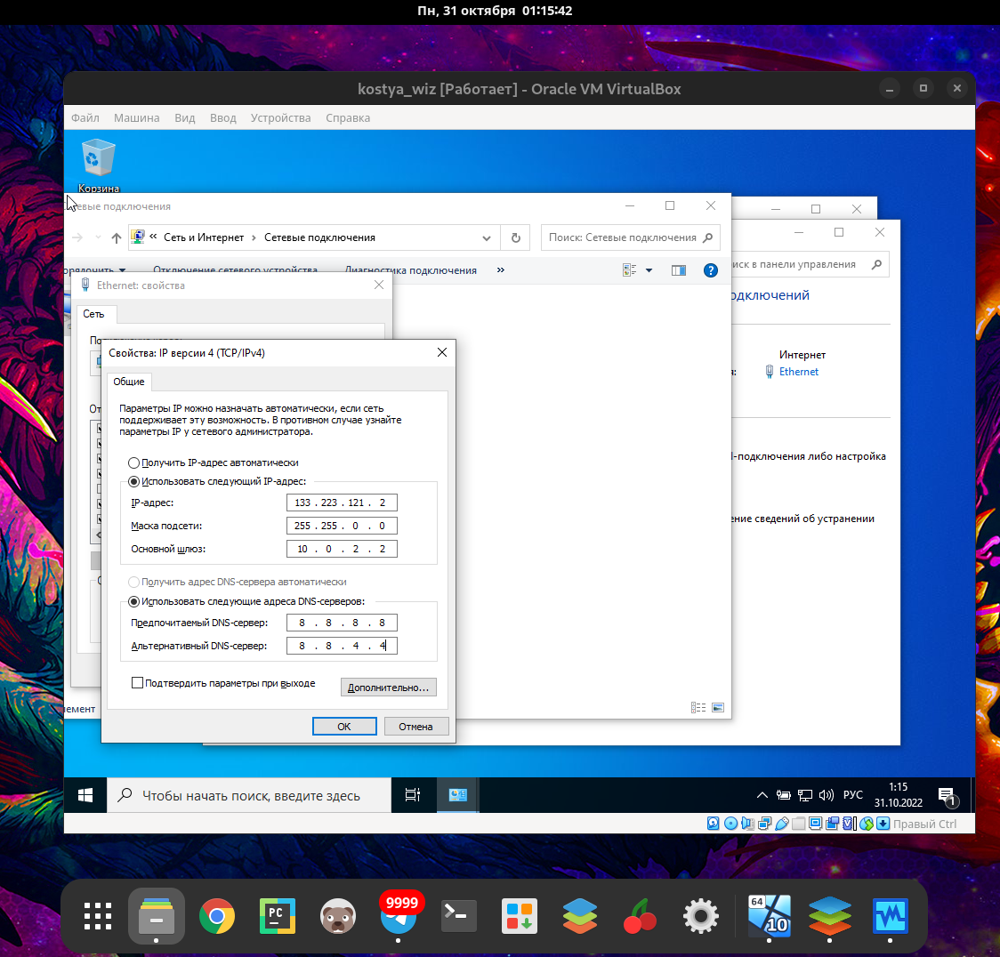 Пн, 31 октября 01:15:42
kostya_wiz [Работает] - Oracle VM VirtualBox
Файл Машина Вид Ввод Устройства Справка
Корзина
тевые подключения
« Сеть и Интернет › Сетевые подключения
Поиск: Сетевые подключения
орядочить Отключение сетевого устройства Диагностика подключения »
иск в панели управления
одключений
Интернет
я: Ethernet
l-подключения либо настройка
ение сведений об устранении
лемент
Ethernet: свойства
Сеть
Свойства: IP версии 4 (TCP/IPv4)
Общие
Параметры IP можно назначать автоматически, если сеть
поддерживает эту возможность. В противном случае узнайте
параметры IP у сетевого администратора.
Получить IP-адрес автоматически
Использовать следующий IP-адрес:
IP-адрес: 133 . 223 . 121 . 2
Маска подсети: 255 . 255 . 0 . 0
Основной шлюз: 10 . 0 . 2 . 2
Получить адрес DNS-сервера автоматически
Использовать следующие адреса DNS-серверов:
Предпочитаемый DNS-сервер: 8 . 8 . 8 . 8
Альтернативный DNS-сервер: 8 . 8 . 4 . 4
Подтвердить параметры при выходе
Дополнительно...
ОК Отмена
Чтобы начать поиск, введите здесь
РУС
1:15
31.10.2022
1
Правый Ctrl
PC
9999
64
10